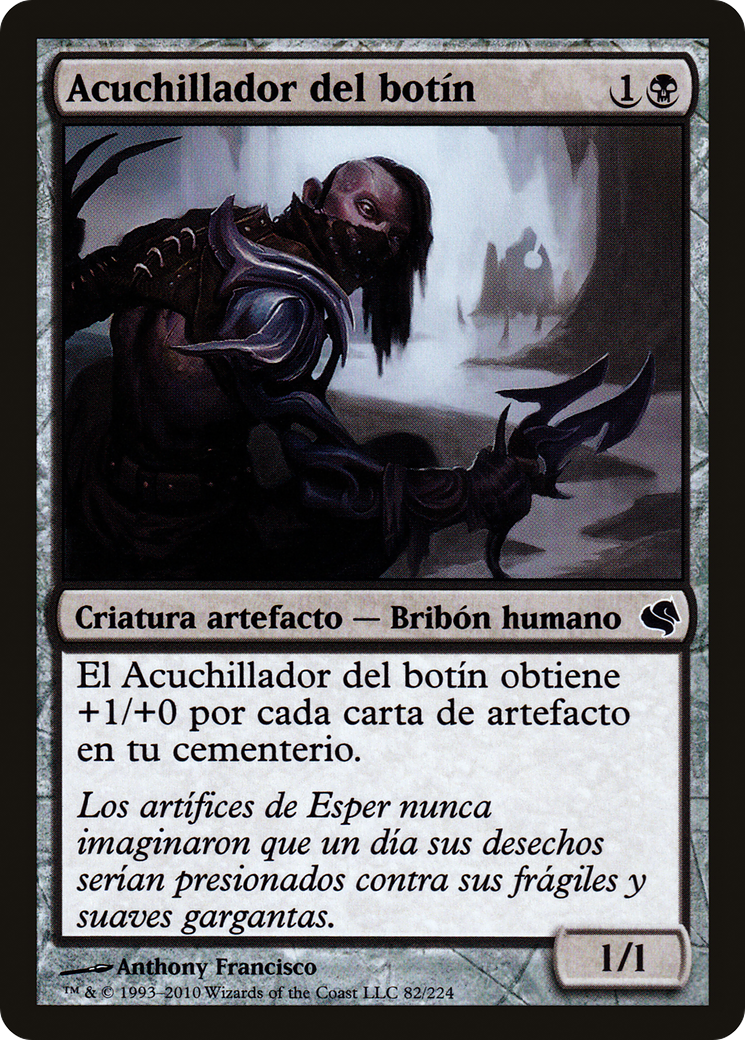 Acuchillador del botín 1
Criatura artefacto — Bribón humano
El Acuchillador del botín obtiene
+1/+0 por cada carta de artefacto
en tu cementerio.
Los artífices de Esper nunca
imaginaron que un día sus desechos
serían presionados contra sus frágiles y
suaves gargantas.
1/1
Anthony Francisco
™ & © 1993–2010 Wizards of the Coast LLC 82/224